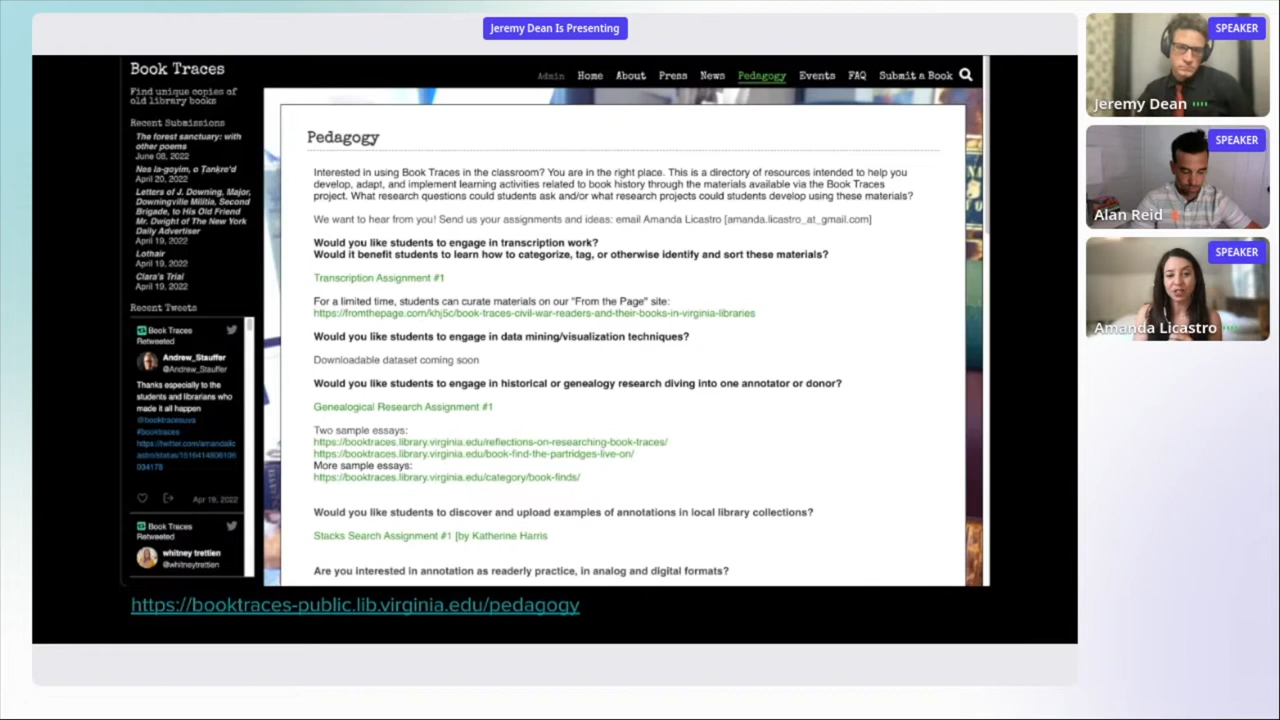 Jeremy Dean Is Presenting
Book Traces
Find unique copies of
old library books
Recent Submissions
The forest sanctuary: with
other poems
June 08, 2022
Nes la-goyim, o Tanḳre'd
April 20, 2022
Letters of J. Downing, Major,
Downingville Militia, Second
Brigade, to His Old Friend
Mr. Dwight of The New York
Daily Advertiser
April 19, 2022
Lothair
April 19, 2022
Clara's Trial
April 19, 2022
Recent Tweets
Book Traces
Retweeted
Andrew_Stauffer
@Andrew_Stauffer
Thanks especially to the
students and librarians who
made it all happen
@booktracesuva
#booktraces
https://twitter.com/amandalic
astro/status/1516414806106
034178
Apr 19, 2022
Book Traces
Retweeted
whitney trettien
@whitneytrettien
Admin Home About Press News Pedagogy Events FAQ Submit a Book
Pedagogy
Interested in using Book Traces in the classroom? You are in the right place. This is a directory of resources intended to help you
develop, adapt, and implement learning activities related to book history through the materials available via the Book Traces
project. What research questions could students ask and/or what research projects could students develop using these materials?
We want to hear from you! Send us your assignments and ideas: email Amanda Licastro [amanda.licastro_at_gmail.com]
Would you like students to engage in transcription work?
Would it benefit students to learn how to categorize, tag, or otherwise identify and sort these materials?
Transcription Assignment #1
For a limited time, students can curate materials on our "From the Page" site:
https://fromthepage.com/khj5c/book-traces-civil-war-readers-and-their-books-in-virginia-libraries
Would you like students to engage in data mining/visualization techniques?
Downloadable dataset coming soon
Would you like students to engage in historical or genealogy research diving into one annotator or donor?
Genealogical Research Assignment #1
Two sample essays:
https://booktraces.library.virginia.edu/reflections-on-researching-book-traces/
https://booktraces.library.virginia.edu/book-find-the-partridges-live-on/
More sample essays:
https://booktraces.library.virginia.edu/category/book-finds/
Would you like students to discover and upload examples of annotations in local library collections?
Stacks Search Assignment #1 [by Katherine Harris
Are you interested in annotation as readerly practice, in analog and digital formats?
https://booktraces-public.lib.virginia.edu/pedagogy
SPEAKER
Jeremy Dean
SPEAKER
Alan Reid
SPEAKER
Amanda Licastro